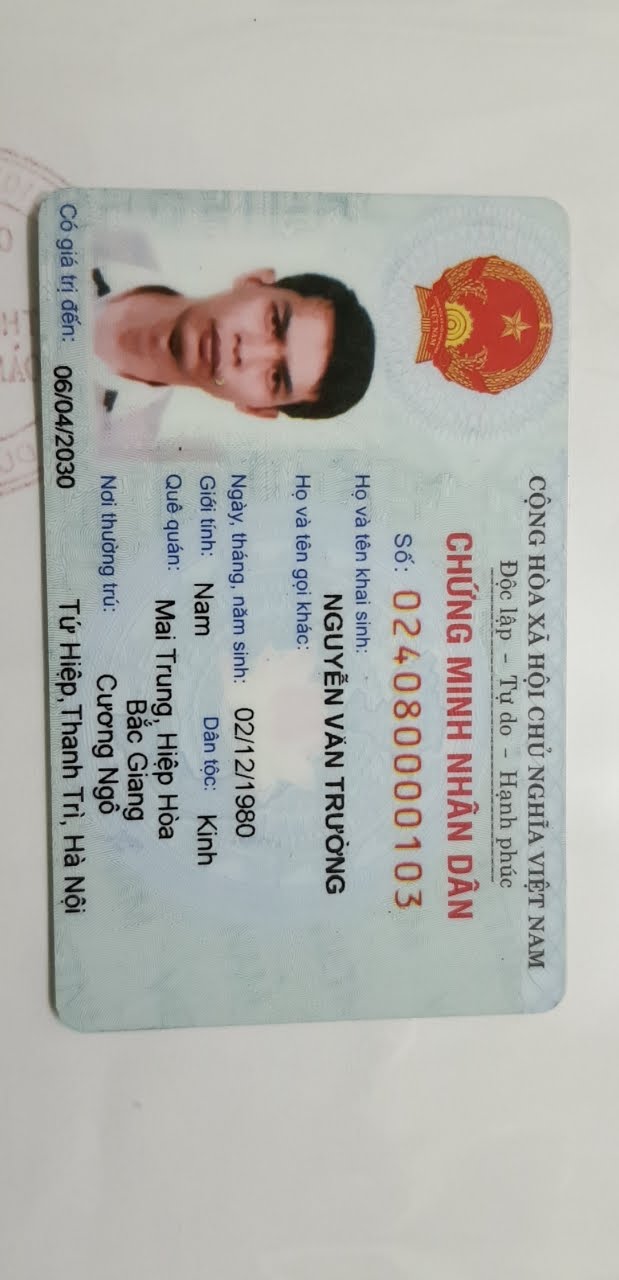 CỘNG HÒA XÃ HỘI CHỦ NGHĨA VIỆT NAM
Độc lập - Tự do - Hạnh phúc
CHỨNG MINH NHÂN DÂN
VIỆT NAM
Số: 024080000103
Họ và tên khai sinh:
NGUYỄN VĂN TRƯỜNG
Họ và tên gọi khác:
Ngày, tháng, năm sinh: 02/12/1980
Giới tính: Nam Dân tộc: Kinh
Quê quán: Mai Trung, Hiệp Hòa
Bắc Giang
Nơi thường trú: Cương Ngô
Tứ Hiệp,Thanh Trì, Hà Nội
Có giá trị đến: 06/04/2030